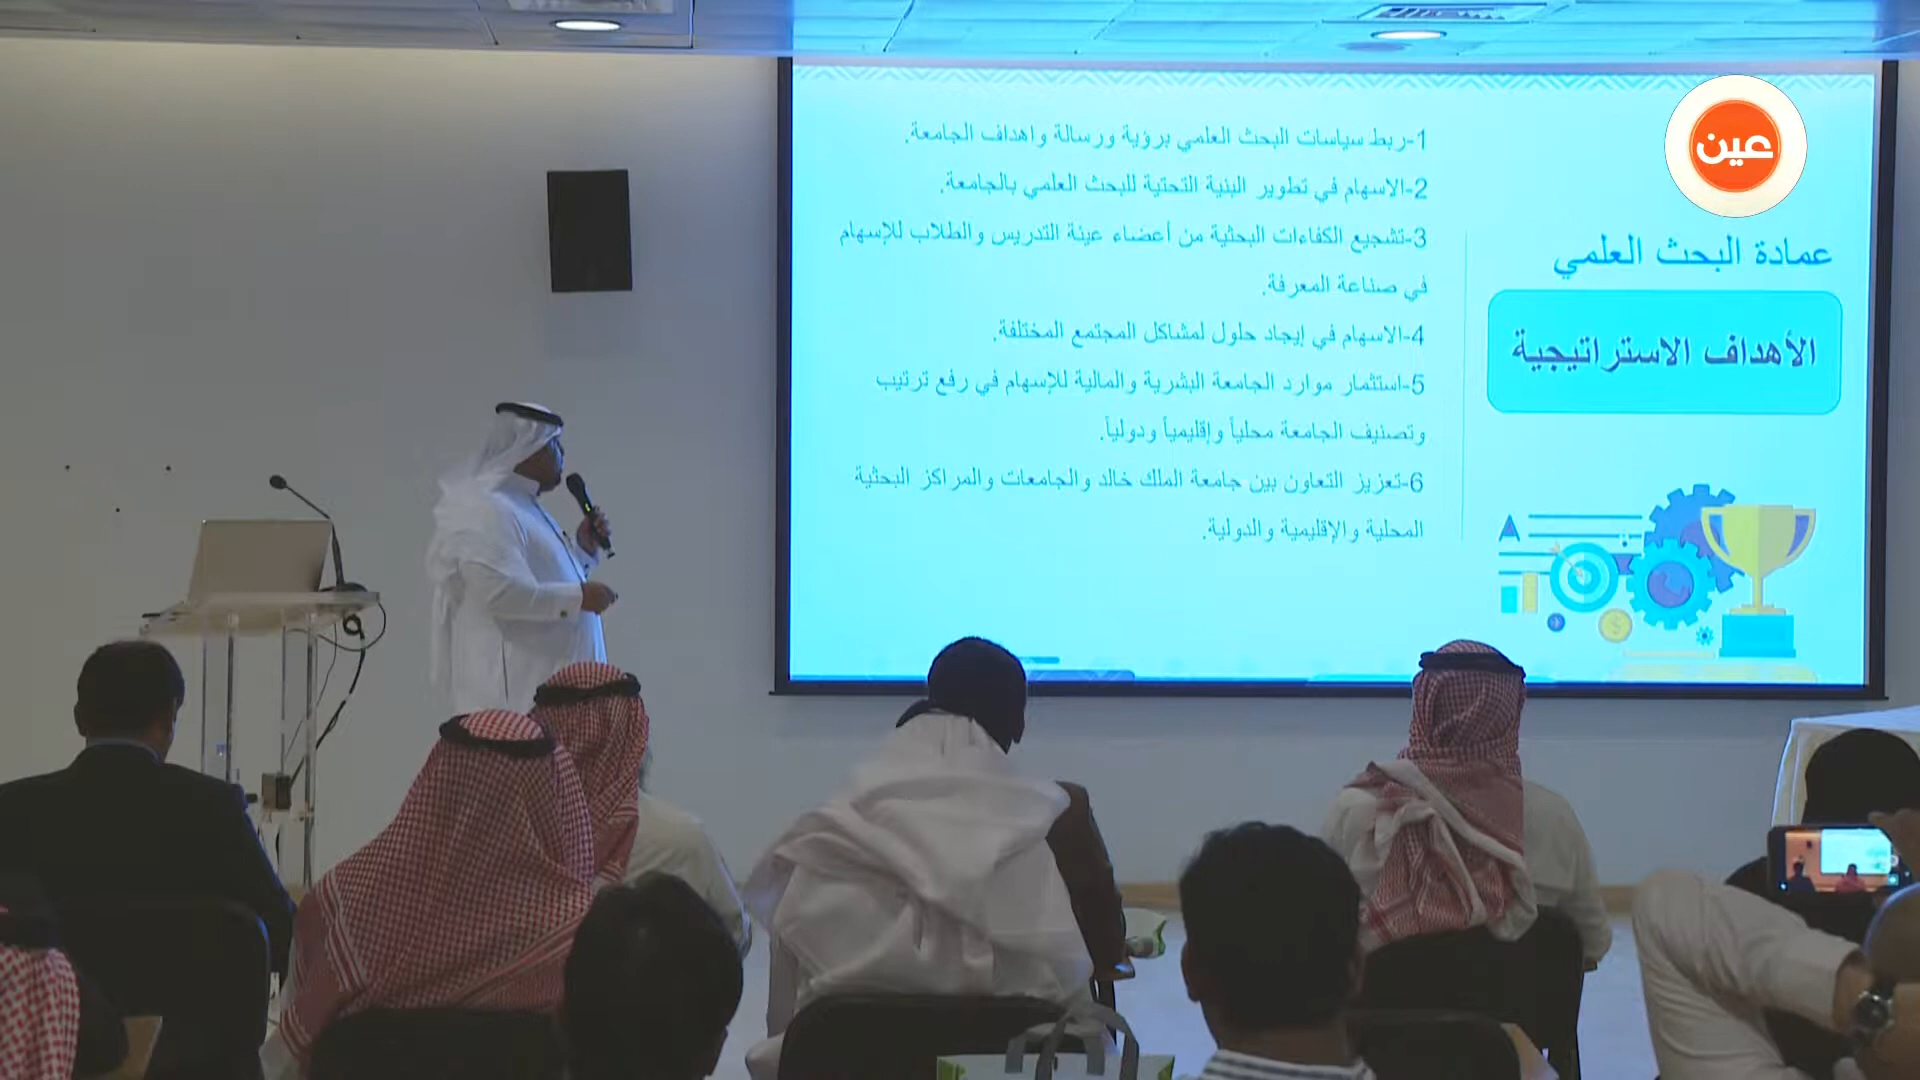 عين
عمادة البحث العلمي
الأهداف الاستراتيجية
1-ربط سياسات البحث العلمي برؤية ورسالة واهداف الجامعة.
2-الاسهام في تطوير البنية التحتية للبحث العلمي بالجامعة.
3-تشجيع الكفاءات البحثية من أعضاء عيئة التدريس والطلاب للإسهام
في صناعة المعرفة.
4-الاسهام في إيجاد حلول لمشاكل المجتمع المختلفة.
5-استثمار موارد الجامعة البشرية والمالية للإسهام في رفع ترتيب
وتصنيف الجامعة محلياً وإقليمياً ودولياً.
6-تعزيز التعاون بين جامعة الملك خالد والجامعات والمراكز البحثية
المحلية والإقليمية والدولية.